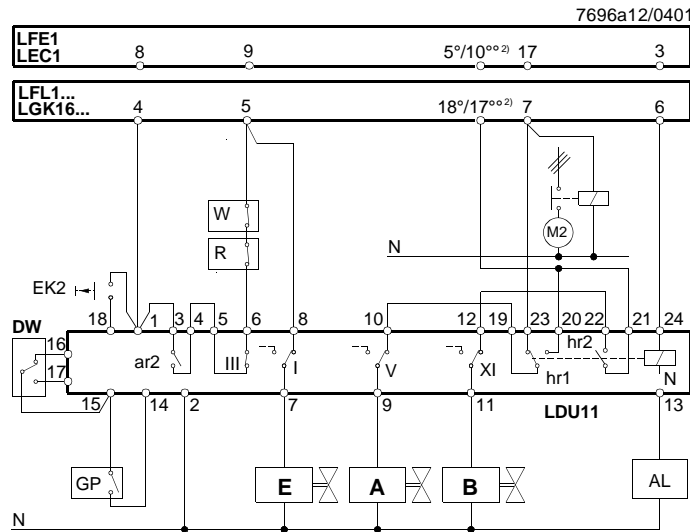 7696a12/0401
LFE1
LEC1
8 9 5°/10°° 2) 17 3
LFL1...
LGK16...
4 5 18°/17°° 2) 7 6
W
R
M2
N
EK2
18 1 3 4 5 6 8 10 12 19 23 20 22 21 24
DW
16
17
ar2 III I V XI hr1 hr2 N
15 14 2 7 9 11 LDU11 13
GP E A B AL
N